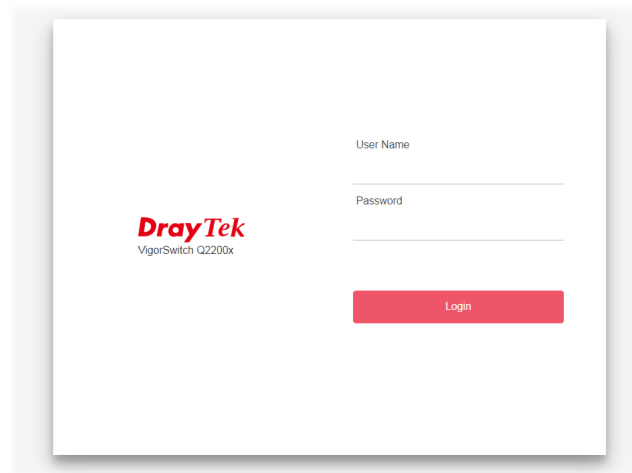 User Name
Password
DrayTek
VigorSwitch Q2200x
Login